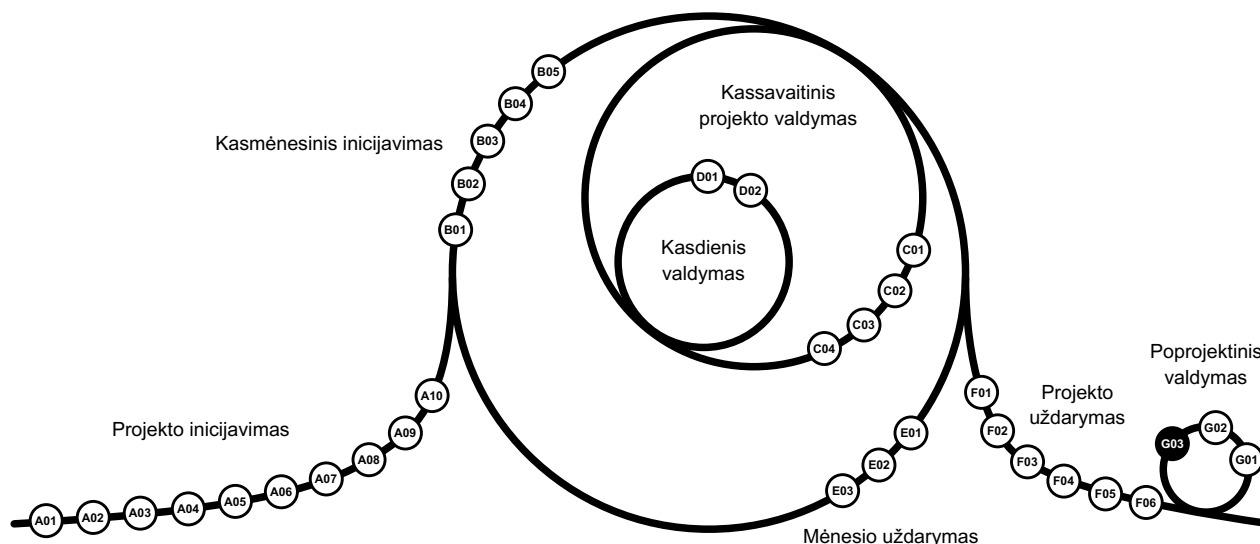 Projekto inicijavimas
A01
A02
A03
A04
A05
A06
A07
A08
A09
A10
Kasmėnesinis inicijavimas
B01
B02
B03
B04
B05
Kassavaitinis
projekto valdymas
C01
C02
C03
C04
Kasdienis
valdymas
D01
D02
Mėnesio uždarymas
E01
E02
E03
Projekto
uždarymas
F01
F02
F03
F04
F05
F06
Poprojektinis
valdymas
G01
G02
G03